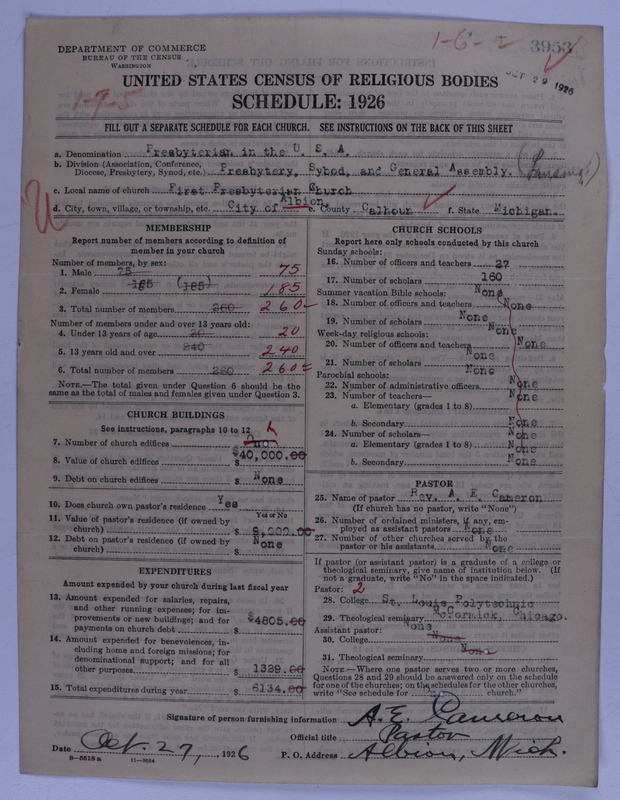 DEPARTMENT OF COMMERCE
BUREAU OF THE CENSUS
WASHINGTON
1-6-2
3953
OCT 29 1926
1-9-5
UNITED STATES CENSUS OF RELIGIOUS BODIES
SCHEDULE: 1926
FILL OUT A SEPARATE SCHEDULE FOR EACH CHURCH. SEE INSTRUCTIONS ON THE BACK OF THIS SHEET
a. Denomination Presbyterian in the U. S. A.
b. Division (Association, Conference, Diocese, Presbytery, Synod, etc.) Presbytery, Synod, and General Assembly. (Lansing?)
c. Local name of church First Presbyterian Church
d. City, town, village, or township, etc. City of Albion. e. County Calhoun f. State Michigan.
MEMBERSHIP
Report number of members according to definition of
member in your church
Number of members, by sex:
1. Male 75 75
2. Female 185 (185) 185
3. Total number of members 260 260
Number of members under and over 13 years old:
4. Under 13 years of age 20 20
5. 13 years old and over 240 240
6. Total number of members 260 260
NOTE.—The total given under Question 6 should be the
same as the total of males and females given under Question 3.
CHURCH BUILDINGS
See instructions, paragraphs 10 to 12
7. Number of church edifices One 1
8. Value of church edifices $ 40,000.00
9. Debt on church edifices $ None
10. Does church own pastor's residence? Yes
Yes or No
11. Value of pastor's residence (if owned by
church) $ ,000.00
12. Debt on pastor's residence (if owned by
church) $ None
EXPENDITURES
Amount expended by your church during last fiscal year
13. Amount expended for salaries, repairs,
and other running expenses; for im-
provements or new buildings; and for
payments on church debt $ 4805.00
14. Amount expended for benevolences, in-
cluding home and foreign missions; for
denominational support; and for all
other purposes $ 1329.00
15. Total expenditures during year $ 6134.00
CHURCH SCHOOLS
Report here only schools conducted by this church
Sunday schools:
16. Number of officers and teachers 27
17. Number of scholars 160
Summer vacation Bible schools: None
18. Number of officers and teachers None
19. Number of scholars None
Week-day religious schools: None
20. Number of officers and teachers None
21. Number of scholars None
Parochial schools: None
22. Number of administrative officers None
23. Number of teachers—
a. Elementary (grades 1 to 8) None
b. Secondary None
24. Number of scholars— None
a. Elementary (grades 1 to 8) None
b. Secondary None
PASTOR
25. Name of pastor Rev. A. E. Cameron
(If church has no pastor, write "None")
26. Number of ordained ministers, if any, em-
ployed as assistant pastors None
27. Number of other churches served by the
pastor or his assistants None
If pastor (or assistant pastor) is graduate of a college or
theological seminary, give name of institution below. (If
not a graduate, write "No" in the space indicated.)
Pastor: 2
28. College St. Louis Polytechnic
29. Theological seminary McCormick, Chicago.
Assistant pastor: None
30. College None
31. Theological seminary None
NOTE.—Where one pastor serves two or more churches,
Questions 28 and 29 should be answered only on the schedule
for one of the churches; on the schedules for the other churches,
write "See schedule for church."
Signature of person furnishing information A. E. Cameron
Official title Pastor
Date Oct. 27, 1926 P. O. Address Albion, Mich.
8-5518a 11-9624